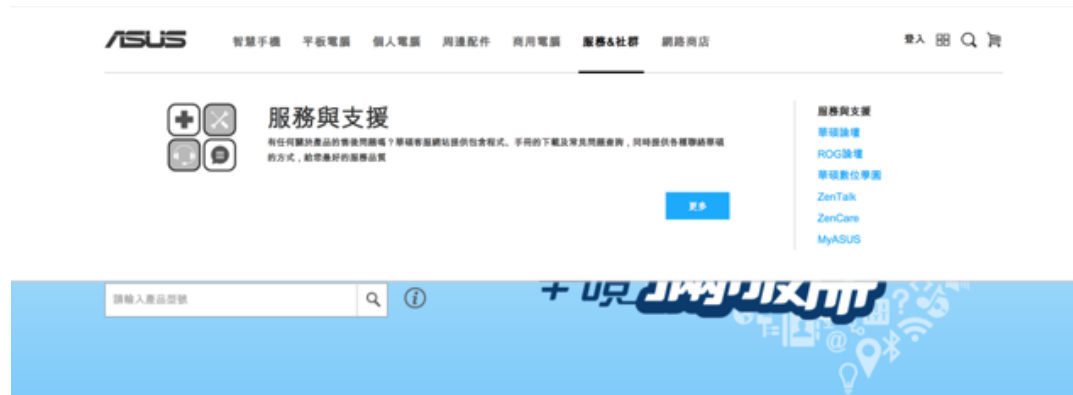 ASUS
智慧手機 平板電腦 個人電腦 周邊配件 商用電腦 服務&社群 網路商店
登入
服務與支援
有任何關於產品的售後問題嗎？華碩客服網站提供包含程式、手冊的下載及常見問題查詢，同時提供各種聯絡華碩
的方式，給您最好的服務品質
更多
服務與支援
華碩論壇
ROG論壇
華碩數位學園
ZenTalk
ZenCare
MyASUS
請輸入產品型號